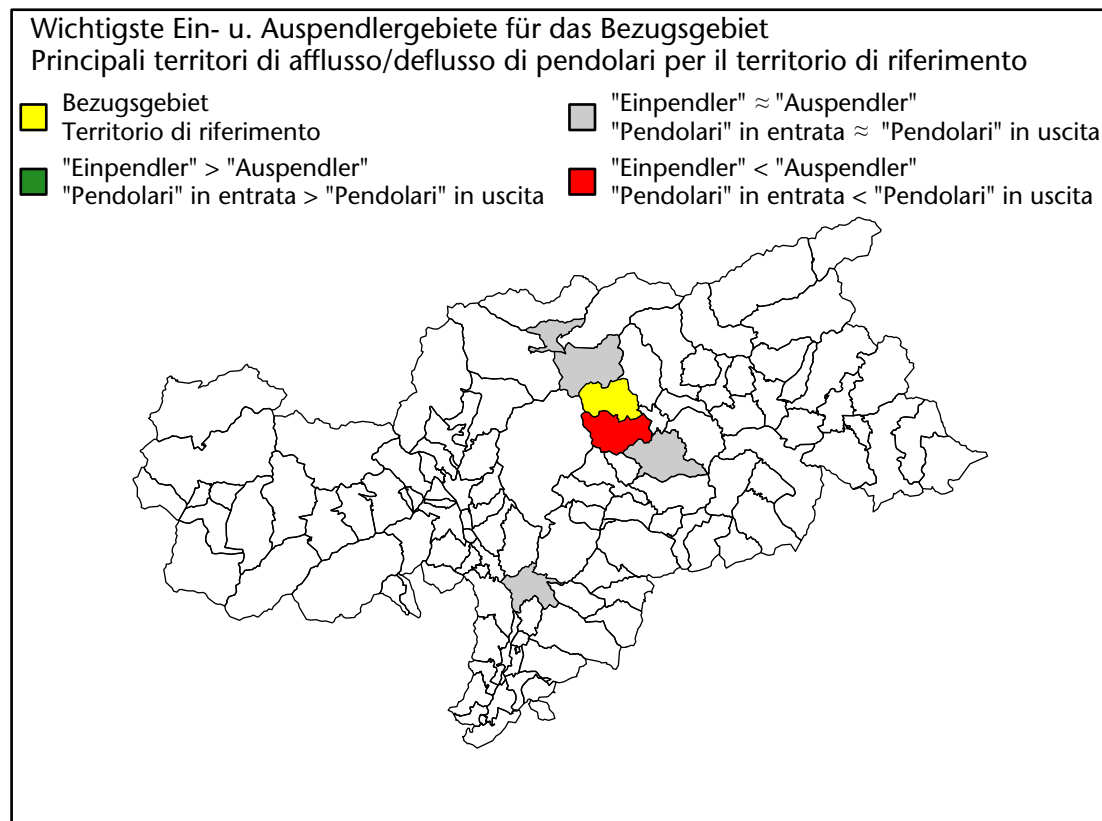 Wichtigste Ein- u. Auspendlergebiete für das Bezugsgebiet
Principali territori di afflusso/deflusso di pendolari per il territorio di riferimento
Bezugsgebiet
Territorio di riferimento
"Einpendler" > "Auspendler"
"Pendolari" in entrata > "Pendolari" in uscita
"Einpendler" ≈ "Auspendler"
"Pendolari" in entrata ≈ "Pendolari" in uscita
"Einpendler" < "Auspendler"
"Pendolari" in entrata < "Pendolari" in uscita